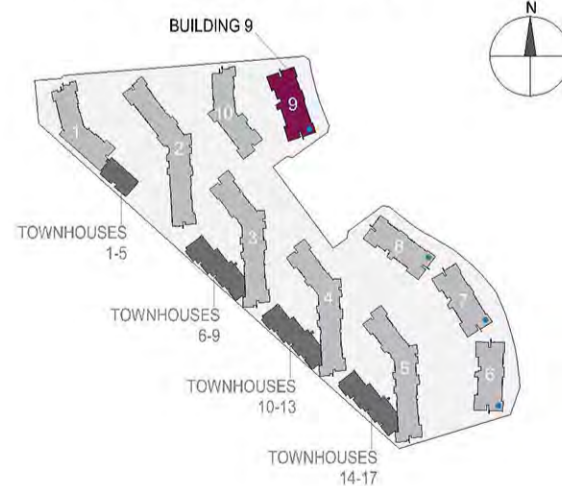 N
BUILDING 9
9
10
1
2
TOWNHOUSES
1-5
3
8
TOWNHOUSES
6-9
4
7
TOWNHOUSES
10-13
5
6
TOWNHOUSES
14-17